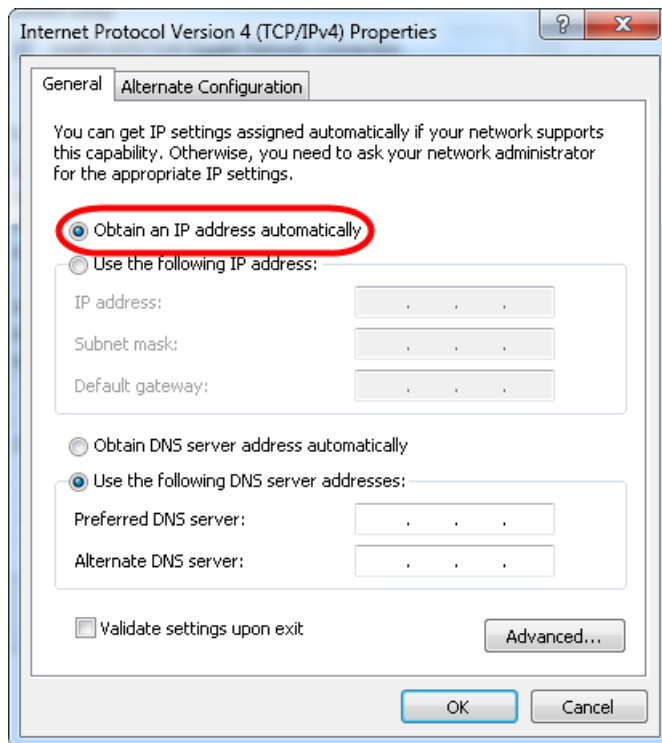 Internet Protocol Version 4 (TCP/IPv4) Properties
General
Alternate Configuration
You can get IP settings assigned automatically if your network supports
this capability. Otherwise, you need to ask your network administrator
for the appropriate IP settings.
Obtain an IP address automatically
Use the following IP address:
IP address:
Subnet mask:
Default gateway:
Obtain DNS server address automatically
Use the following DNS server addresses:
Preferred DNS server:
Alternate DNS server:
Validate settings upon exit
Advanced...
OK
Cancel